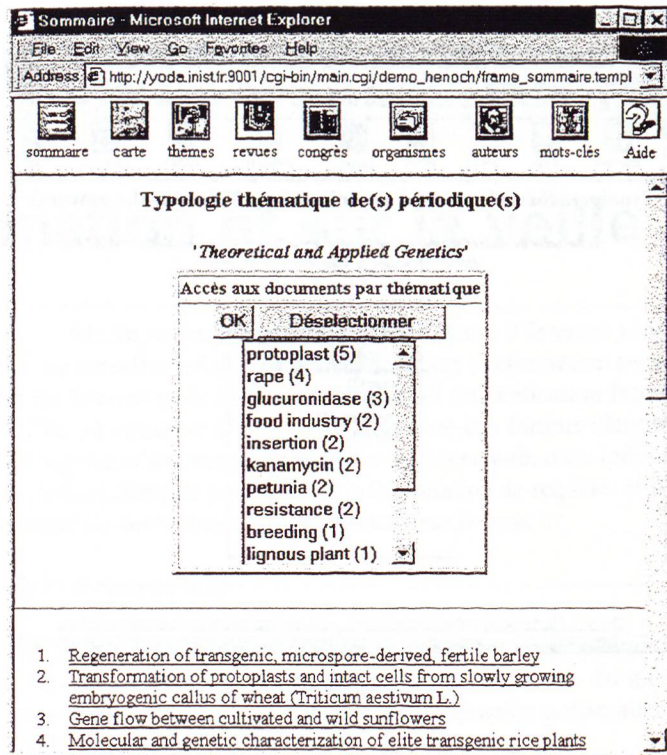 Sommaire - Microsoft Internet Explorer
File Edit View Go Favorites Help
Address http://yoda.inist.fr:9001/cgi-bin/main.cgi/demo_henoch/frame_sommaire.templ
sommaire carte thèmes revues congrès organismes auteurs mots-clés Aide
Typologie thématique de(s) périodique(s)
'Theoretical and Applied Genetics'
Accès aux documents par thématique
OK Déselectionner
protoplast (5)
rape (4)
glucuronidase (3)
food industry (2)
insertion (2)
kanamycin (2)
petunia (2)
resistance (2)
breeding (1)
lignous plant (1)
1. Regeneration of transgenic, microspore-derived, fertile barley
2. Transformation of protoplasts and intact cells from slowly growing
embryogenic callus of wheat (Triticum aestivum L.)
3. Gene flow between cultivated and wild sunflowers
4. Molecular and genetic characterization of elite transgenic rice plants